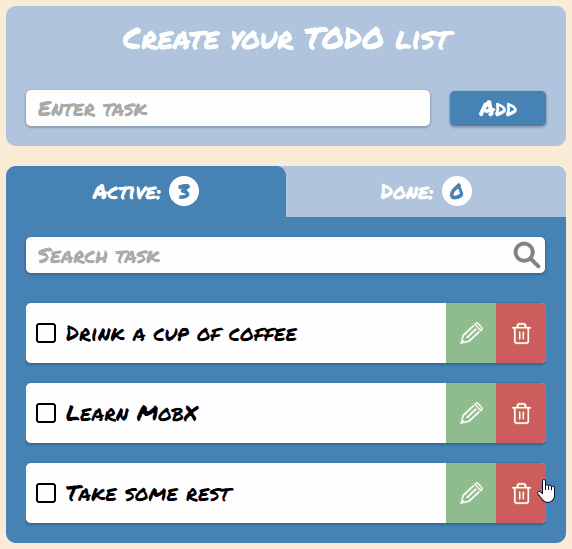 Create your TODO list
Enter task
Add
Active: 3
Done: 0
Search task
Drink a cup of coffee
Learn MobX
Take some rest